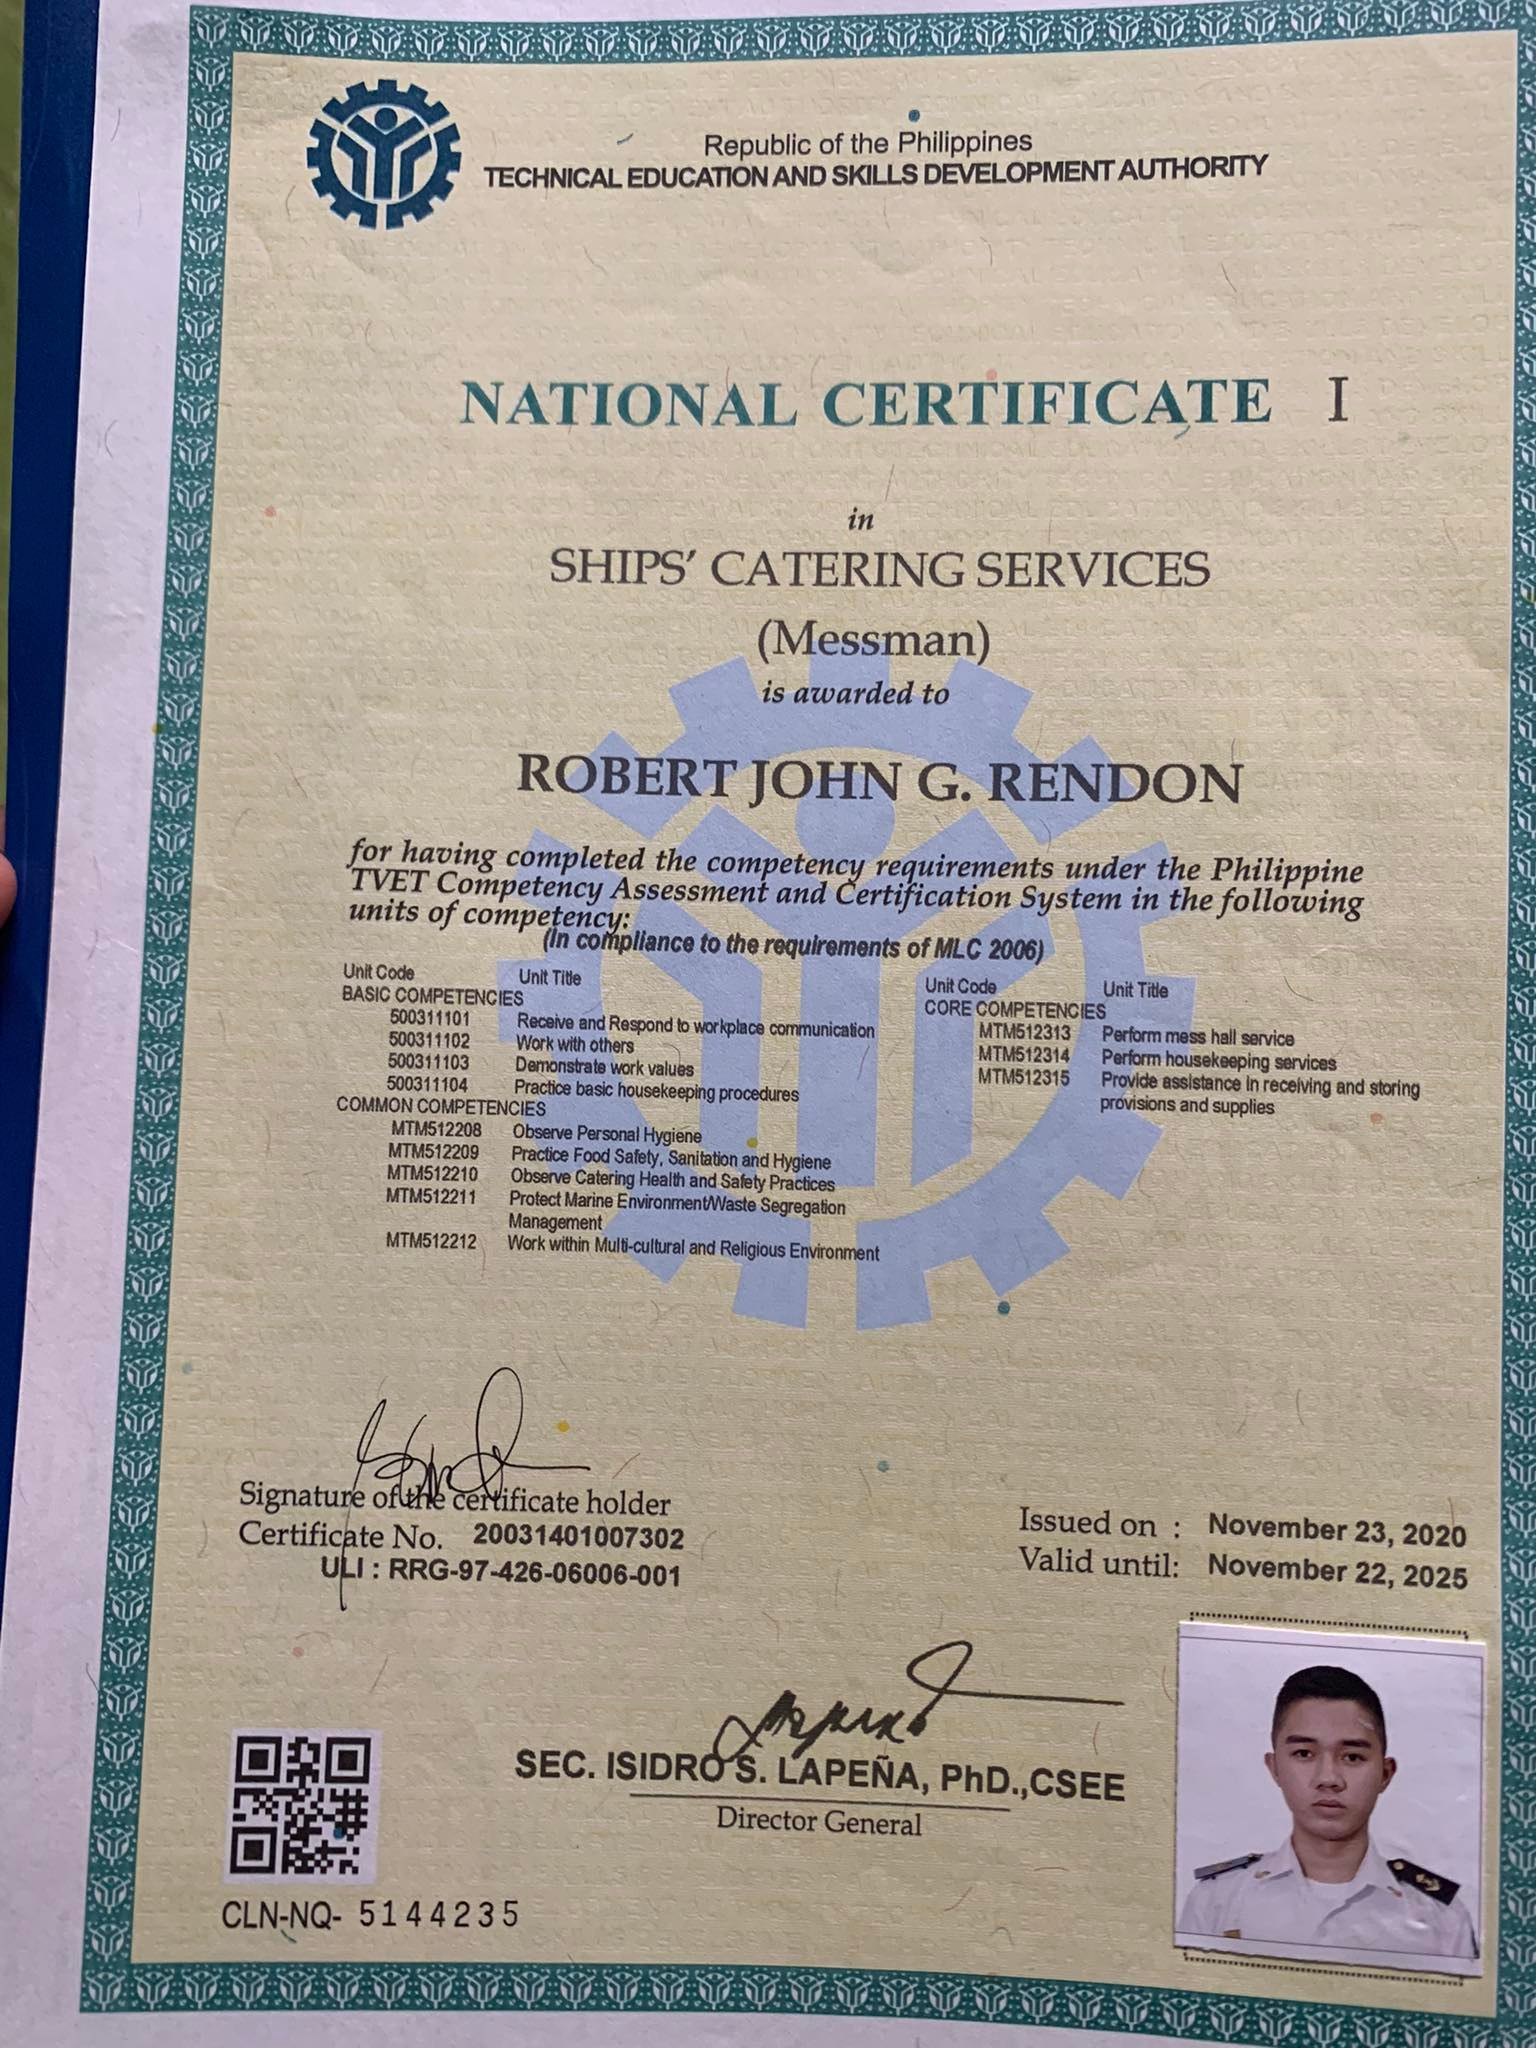 Republic of the Philippines
TECHNICAL EDUCATION AND SKILLS DEVELOPMENT AUTHORITY
NATIONAL CERTIFICATE I
in
SHIPS' CATERING SERVICES
(Messman)
is awarded to
ROBERT JOHN G. RENDON
for having completed the competency requirements under the Philippine
TVET Competency Assessment and Certification System in the following
units of competency:
(In compliance to the requirements of MLC 2006)
Unit Code Unit Title
BASIC COMPETENCIES
500311101 Receive and Respond to workplace communication
500311102 Work with others
500311103 Demonstrate work values
500311104 Practice basic housekeeping procedures
COMMON COMPETENCIES
MTM512208 Observe Personal Hygiene
MTM512209 Practice Food Safety, Sanitation and Hygiene
MTM512210 Observe Catering Health and Safety Practices
MTM512211 Protect Marine Environment/Waste Segregation
Management
MTM512212 Work within Multi-cultural and Religious Environment
Unit Code Unit Title
CORE COMPETENCIES
MTM512313 Perform mess hall service
MTM512314 Perform housekeeping services
MTM512315 Provide assistance in receiving and storing
provisions and supplies
Signature of the certificate holder
Certificate No. 20031401007302
ULI : RRG-97-426-06006-001
Issued on : November 23, 2020
Valid until: November 22, 2025
SEC. ISIDRO S. LAPEÑA, PhD.,CSEE
Director General
CLN-NQ- 5144235